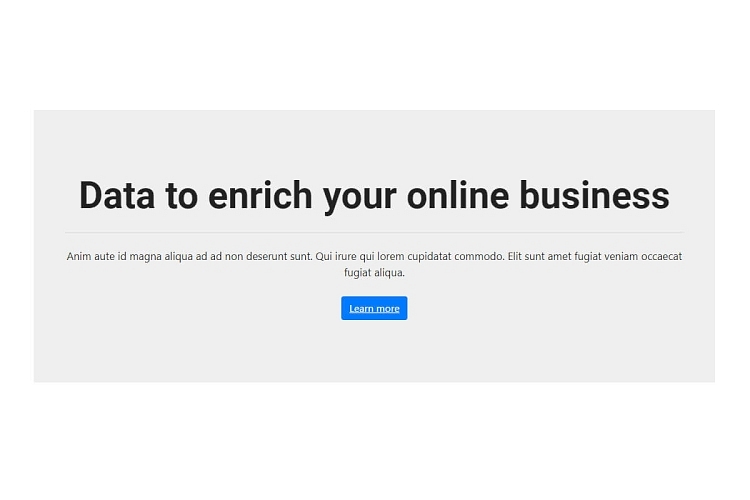 Data to enrich your online business
Anim aute id magna aliqua ad ad non deserunt sunt. Qui irure qui lorem cupidatat commodo. Elit sunt amet fugiat veniam occaecat
fugiat aliqua.
Learn more